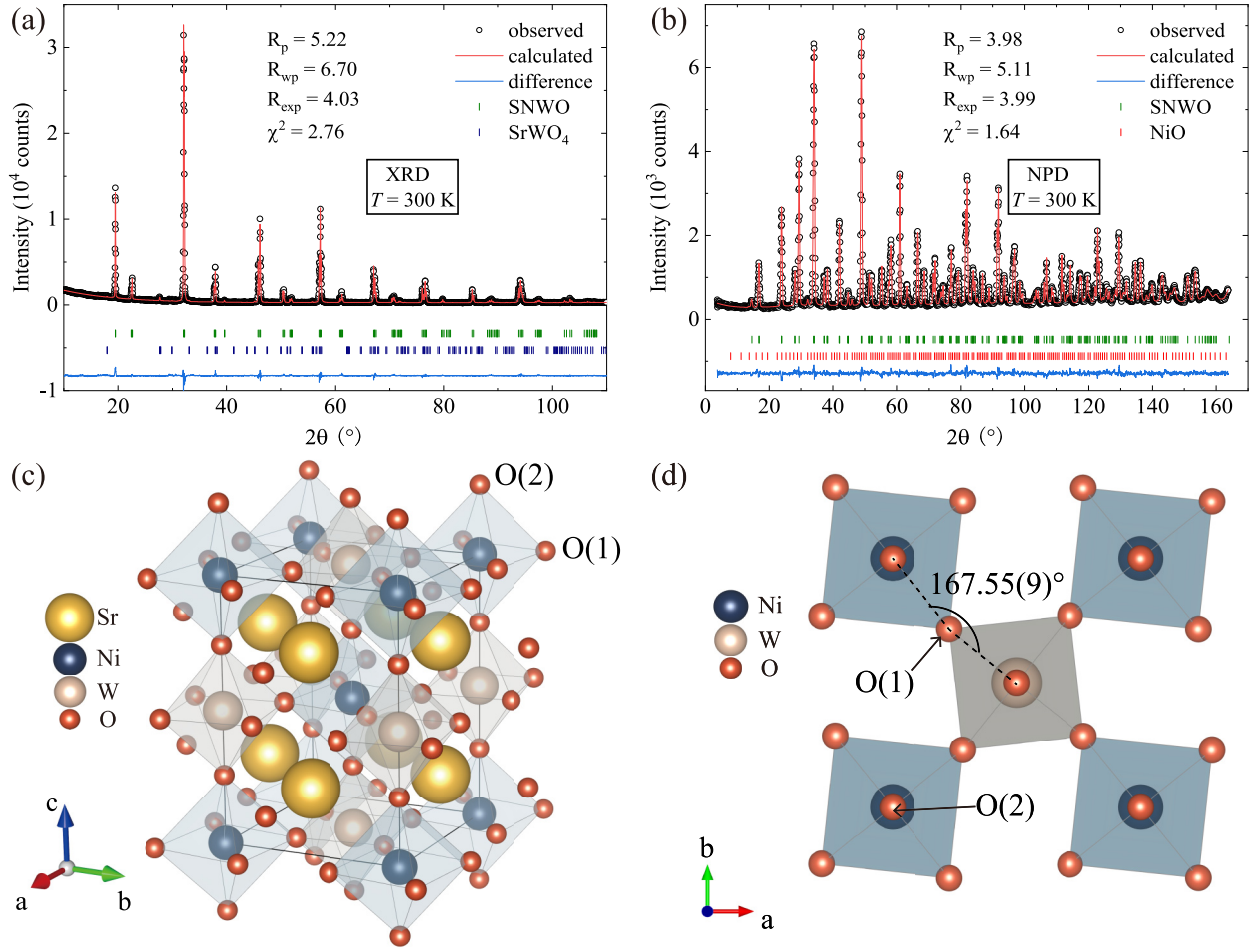 (a)
R_p = 5.22
R_wp = 6.70
R_exp = 4.03
χ² = 2.76
observed
calculated
difference
SNWO
SrWO₄
XRD
T = 300 K
Intensity (10⁴ counts)
3
2
1
0
-1
20
40
60
80
100
2θ (°)
(b)
R_p = 3.98
R_wp = 5.11
R_exp = 3.99
χ² = 1.64
observed
calculated
difference
SNWO
NiO
NPD
T = 300 K
Intensity (10³ counts)
6
4
2
0
0
20
40
60
80
100
120
140
160
2θ (°)
(c)
O(2)
O(1)
Sr
Ni
W
O
c
a
b
(d)
167.55(9)°
Ni
W
O
O(1)
O(2)
b
a